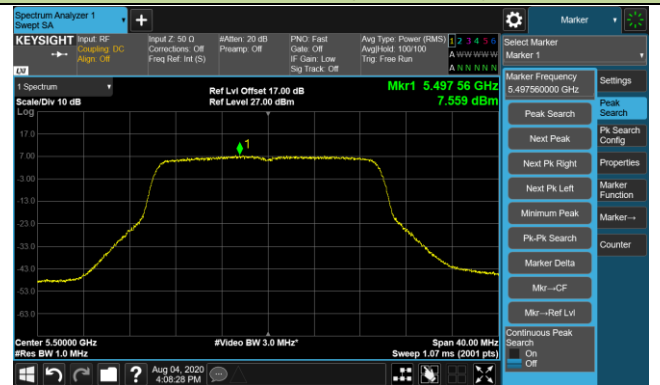 Spectrum Analyzer 1
Swept SA
Marker
KEYSIGHT
Input: RF
Coupling: DC
Align: Off
Input Z: 50 Ω
Corrections: Off
Freq Ref: Int (S)
#Atten: 20 dB
Preamp: Off
PNO: Fast
Gate: Off
IF Gain: Low
Sig Track: Off
Avg Type: Power (RMS)
Avg|Hold: 100/100
Trig: Free Run
1 2 3 4 5 6
A W W W W W
A N N N N N
LXI
Select Marker
Marker 1
1 Spectrum
Scale/Div 10 dB
Log
Ref Lvl Offset 17.00 dB
Ref Level 27.00 dBm
Mkr1 5.497 56 GHz
7.559 dBm
1
17.0
7.00
-3.00
-13.0
-23.0
-33.0
-43.0
-53.0
-63.0
Center 5.50000 GHz
#Res BW 1.0 MHz
#Video BW 3.0 MHz*
Span 40.00 MHz
Sweep 1.07 ms (2001 pts)
Marker Frequency
5.497560000 GHz
Peak Search
Next Peak
Next Pk Right
Next Pk Left
Minimum Peak
Pk-Pk Search
Marker Delta
Mkr→CF
Mkr→Ref Lvl
Continuous Peak
Search
On
Off
Settings
Peak
Search
Pk Search
Config
Properties
Marker
Function
Marker→
Counter
?
Aug 04, 2020
4:08:28 PM